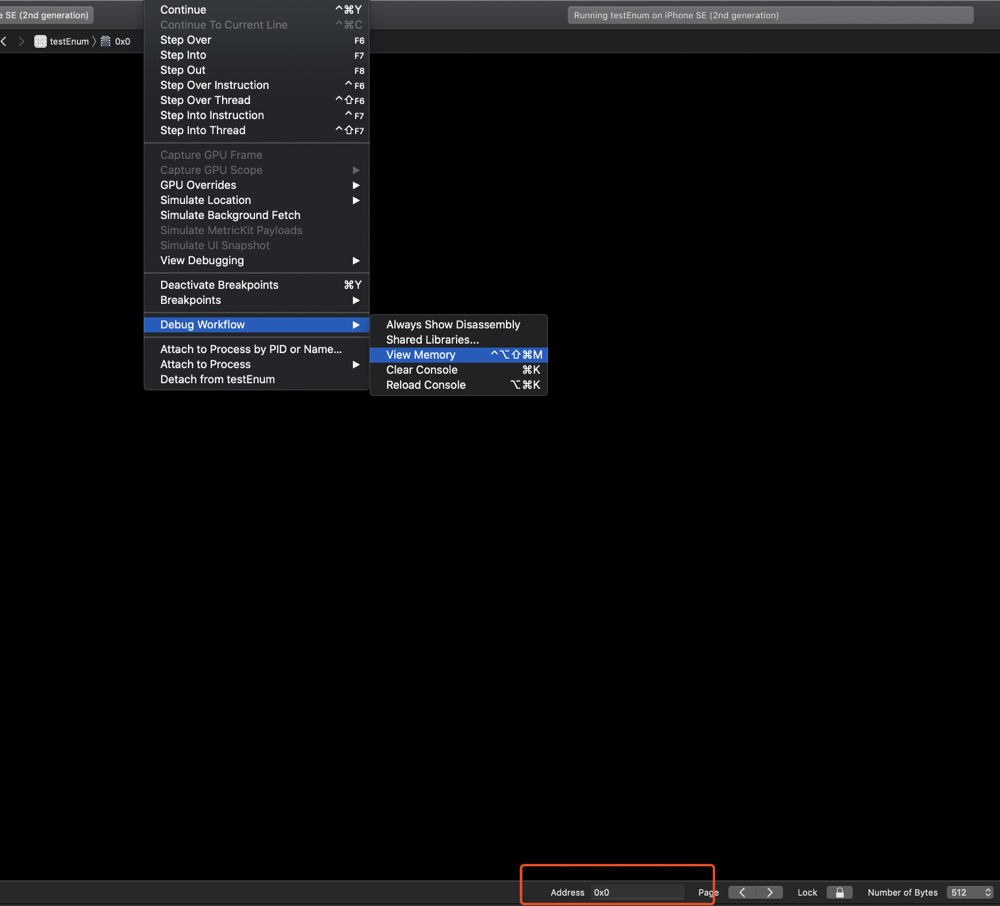 e SE (2nd generation)
Running testEnum on iPhone SE (2nd generation)
testEnum 〉 0x0
Continue ^⌘Y
Continue To Current Line ^⌘C
Step Over F6
Step Into F7
Step Out F8
Step Over Instruction ^F6
Step Over Thread ^⇧F6
Step Into Instruction ^F7
Step Into Thread ^⇧F7
Capture GPU Frame
Capture GPU Scope
GPU Overrides
Simulate Location
Simulate Background Fetch
Simulate MetricKit Payloads
Simulate UI Snapshot
View Debugging
Deactivate Breakpoints ⌘Y
Breakpoints
Debug Workflow
Attach to Process by PID or Name...
Attach to Process
Detach from testEnum
Always Show Disassembly
Shared Libraries...
View Memory ^⌥⇧⌘M
Clear Console ⌘K
Reload Console ⌥⌘K
Address 0x0 Page Lock Number of Bytes 512